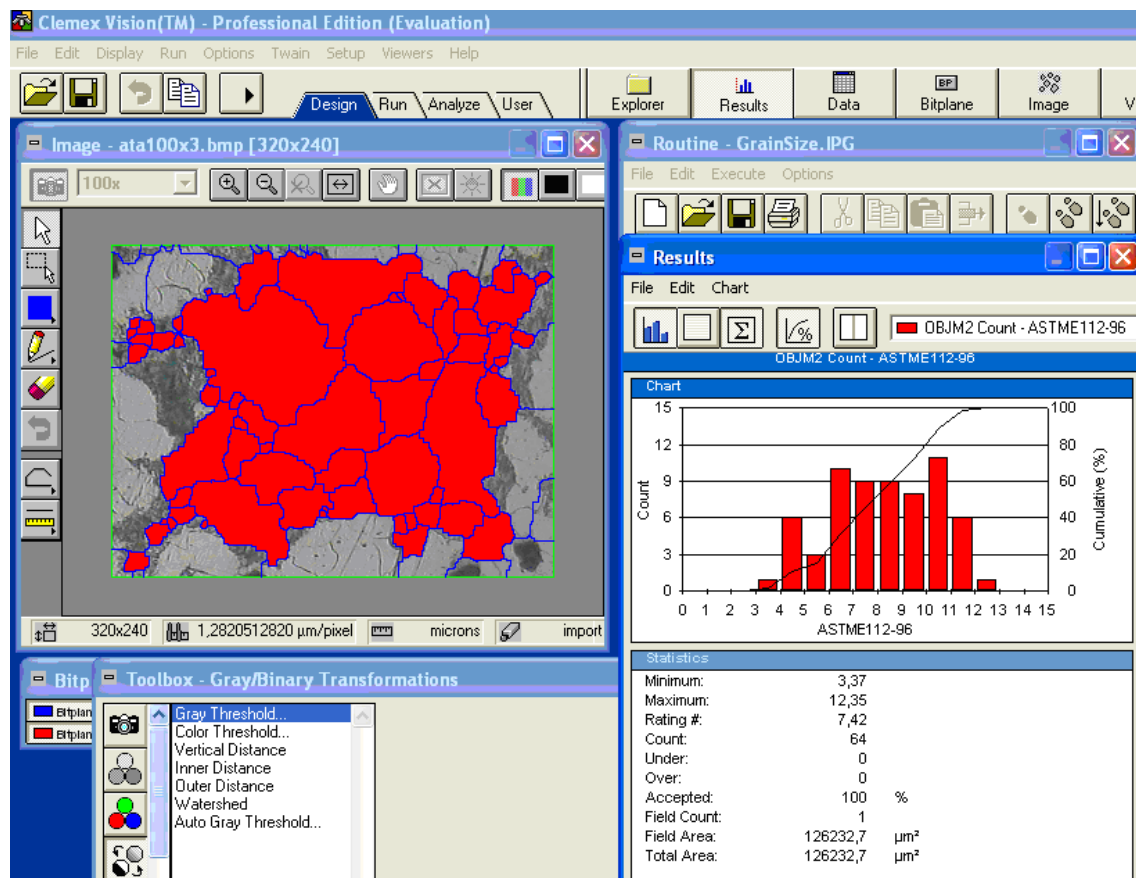 Clemex Vision(TM) - Professional Edition (Evaluation)
File Edit Display Run Options Twain Setup Viewers Help
Design Run Analyze User
Explorer Results Data Bitplane Image V
BP
Image - ata100x3.bmp [320x240]
100x
320x240 1,2820512820 µm/pixel microns import
Routine - GrainSize.IPG
File Edit Execute Options
Results
File Edit Chart
OBJM2 Count - ASTME112-96
OBJM2 Count - ASTME112-96
Chart
Count
15
12
9
6
3
0
0 1 2 3 4 5 6 7 8 9 10 11 12 13 14 15
ASTME112-96
100
80
60
40
20
0
Cumulative (%)
Statistics
Minimum: 3,37
Maximum: 12,35
Rating #: 7,42
Count: 64
Under: 0
Over: 0
Accepted: 100 %
Field Count: 1
Field Area: 126232,7 µm²
Total Area: 126232,7 µm²
Bitp
Bitplan
Bitplan
Toolbox - Gray/Binary Transformations
Gray Threshold...
Color Threshold...
Vertical Distance
Inner Distance
Outer Distance
Watershed
Auto Gray Threshold...